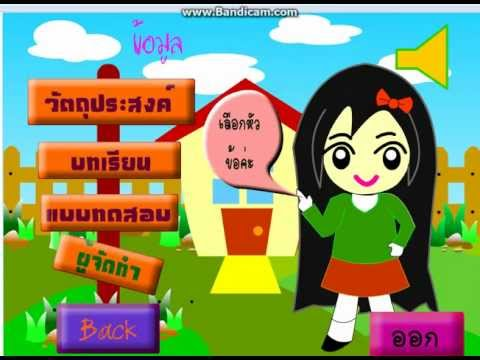 www.Bandicam.com
ข้อมูล
วัตถุประสงค์
เลือกหัว
ข้อค่ะ
บทเรียน
แบบทดสอบ
ผู้จัดทำ
Back
ออก